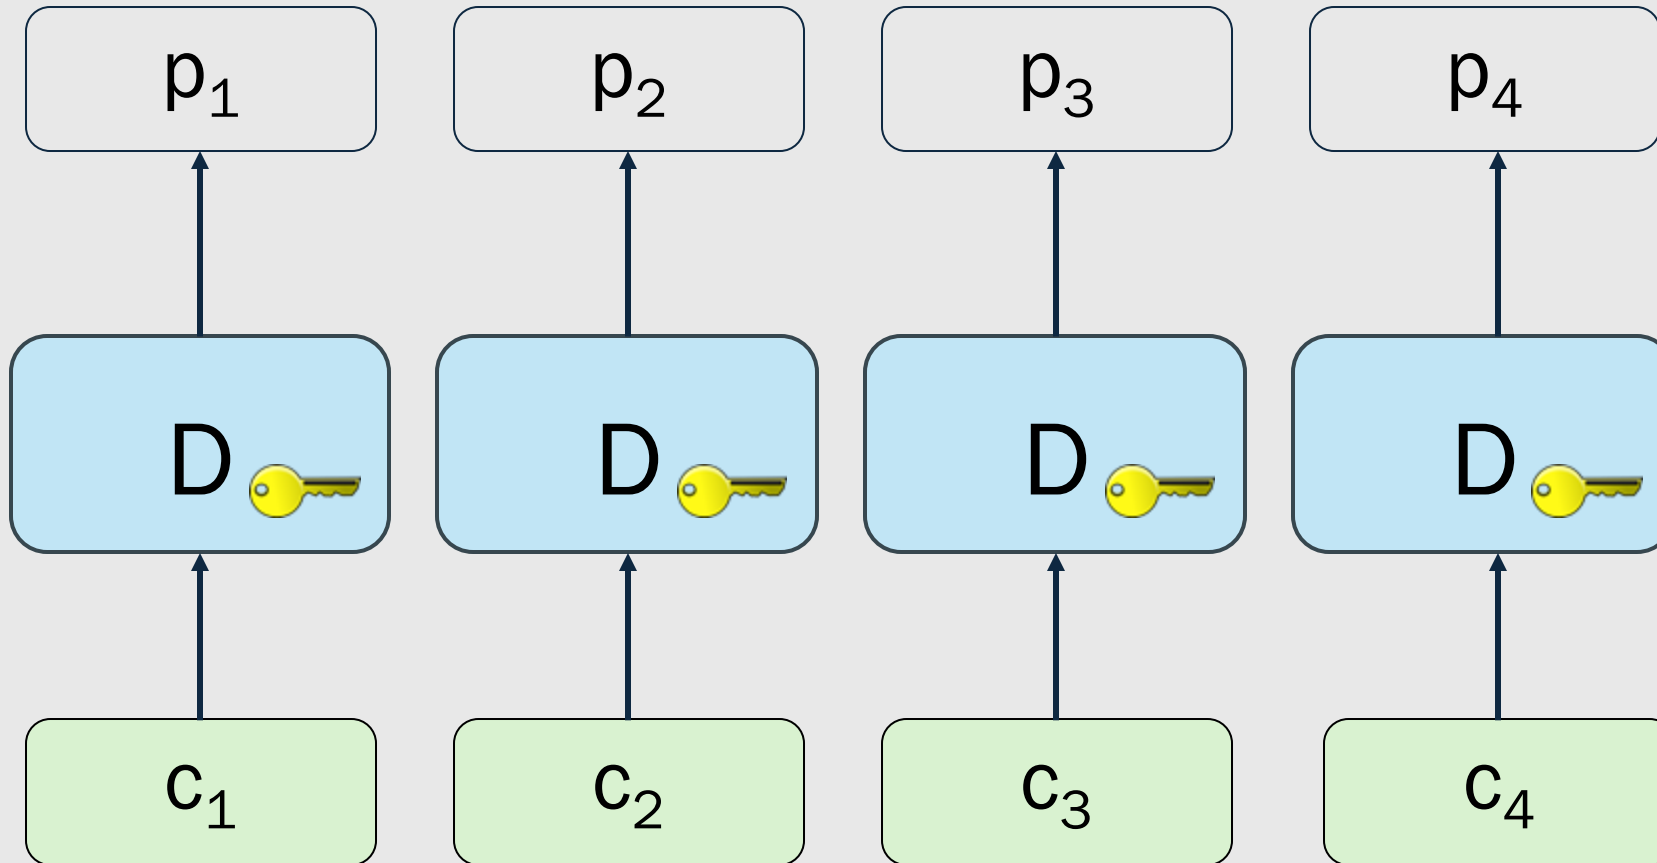 p₁ p₂ p₃ p₄
D D D D
c₁ c₂ c₃ c₄